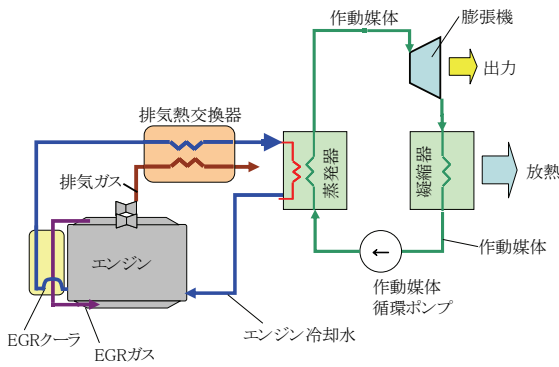 作動媒体
膨張機
出力
排気熱交換器
排気ガス
蒸発器
凝縮器
放熱
エンジン
作動媒体
←
作動媒体
循環ポンプ
EGRクーラ
EGRガス
エンジン冷却水